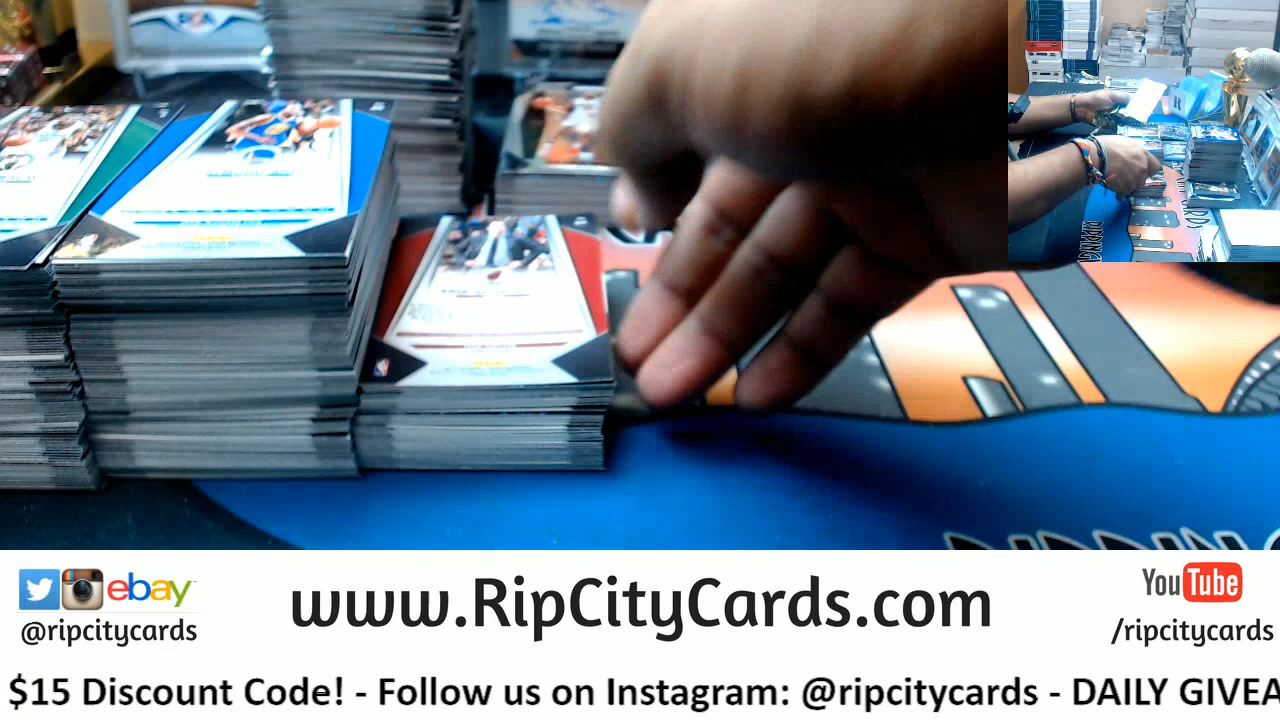 ebay
@ripcitycards
www.RipCityCards.com
YouTube
/ripcitycards
$15 Discount Code! - Follow us on Instagram: @ripcitycards - DAILY GIVEA